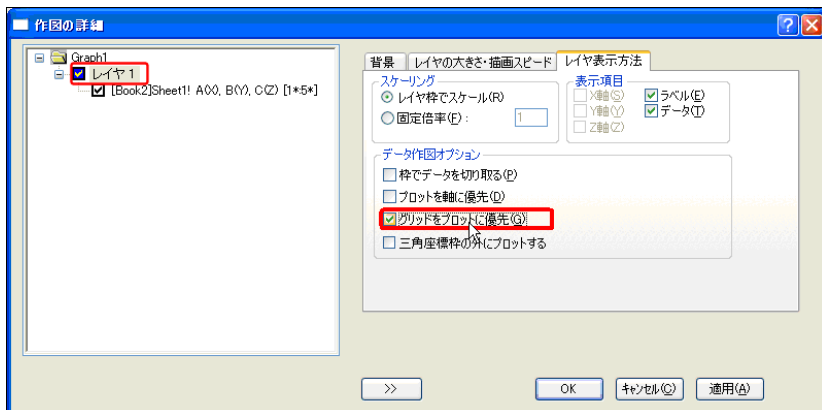 作図の詳細
Graph1
レイヤ 1
[Book2]Sheet1! A(X), B(Y), C(Z) [1*5*]
背景
レイヤの大きさ・描画スピード
レイヤ表示方法
スケーリング
レイヤ枠でスケール(R)
固定倍率(F):
1
表示項目
X軸(S)
ラベル(E)
Y軸(Y)
データ(T)
Z軸(Z)
データ作図オプション
枠でデータを切り取る(P)
プロットを軸に優先(D)
グリッドをプロットに優先(G)
三角座標枠の外にプロットする
>>
OK
キャンセル(C)
適用(A)